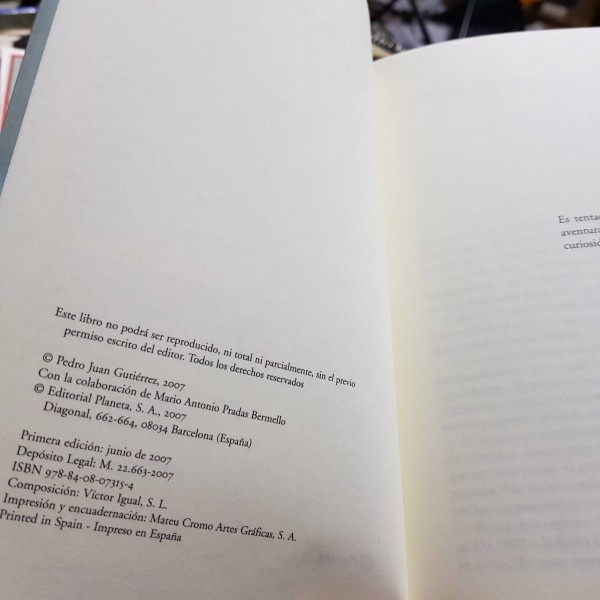 Este libro no podrá ser reproducido, ni total ni parcialmente, sin el previo
permiso escrito del editor. Todos los derechos reservados
© Pedro Juan Gutiérrez, 2007
Con la colaboración de Mario Antonio Pradas Bermello
© Editorial Planeta, S. A., 2007
Diagonal, 662-664, 08034 Barcelona (España)
Primera edición: junio de 2007
Depósito Legal: M. 22.663-2007
ISBN 978-84-08-07315-4
Composición: Víctor Igual, S. L.
Impresión y encuadernación: Mateu Cromo Artes Gráficas, S. A.
Printed in Spain - Impreso en España
Es tenta
aventura
curiosi